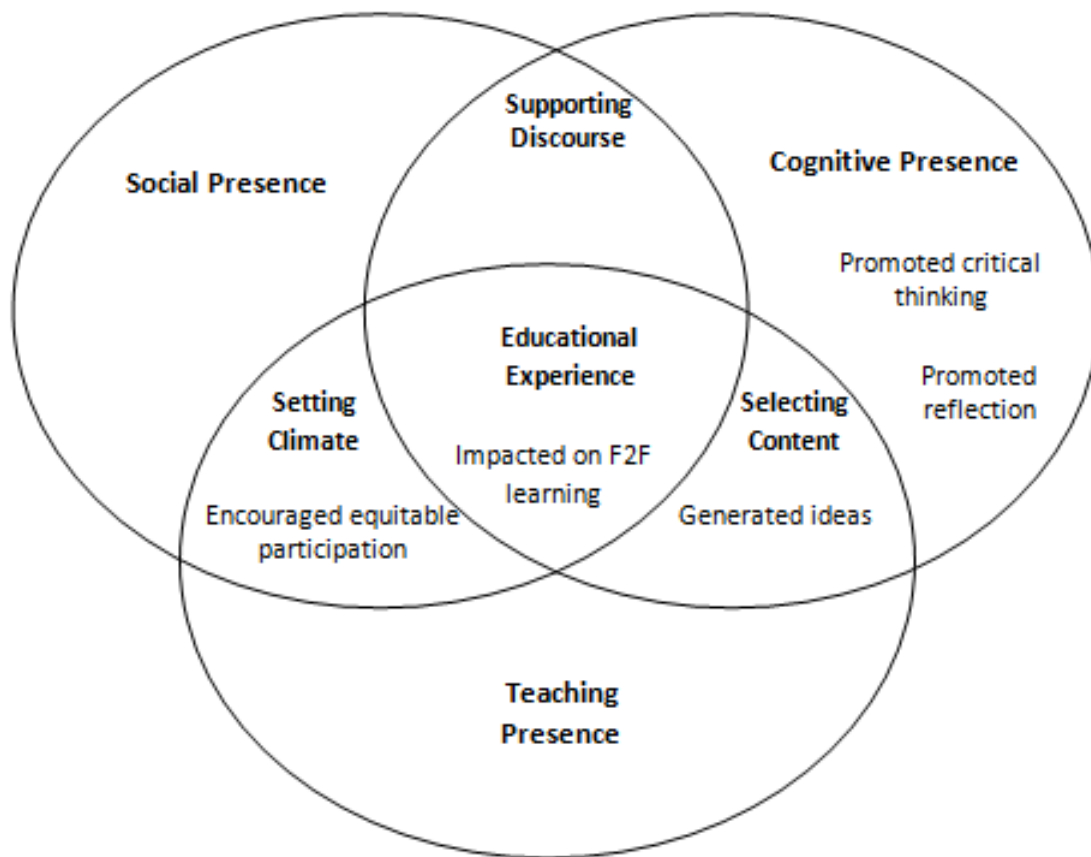 Supporting
Discourse
Social Presence
Cognitive Presence
Promoted critical
thinking
Promoted
reflection
Educational
Experience
Impacted on F2F
learning
Setting
Climate
Encouraged equitable
participation
Selecting
Content
Generated ideas
Teaching
Presence